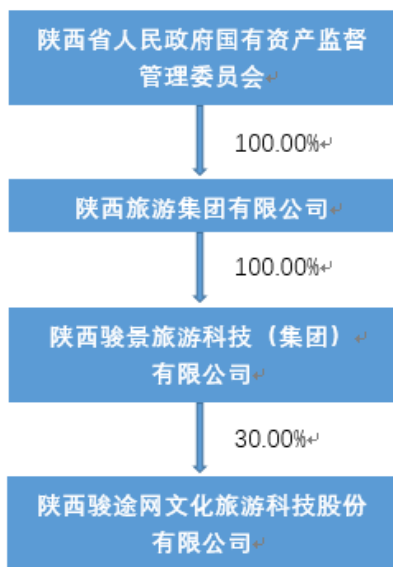 陕西省人民政府国有资产监督
管理委员会
100.00%
陕西旅游集团有限公司
100.00%
陕西骏景旅游科技（集团）
有限公司
30.00%
陕西骏途网文化旅游科技股份
有限公司